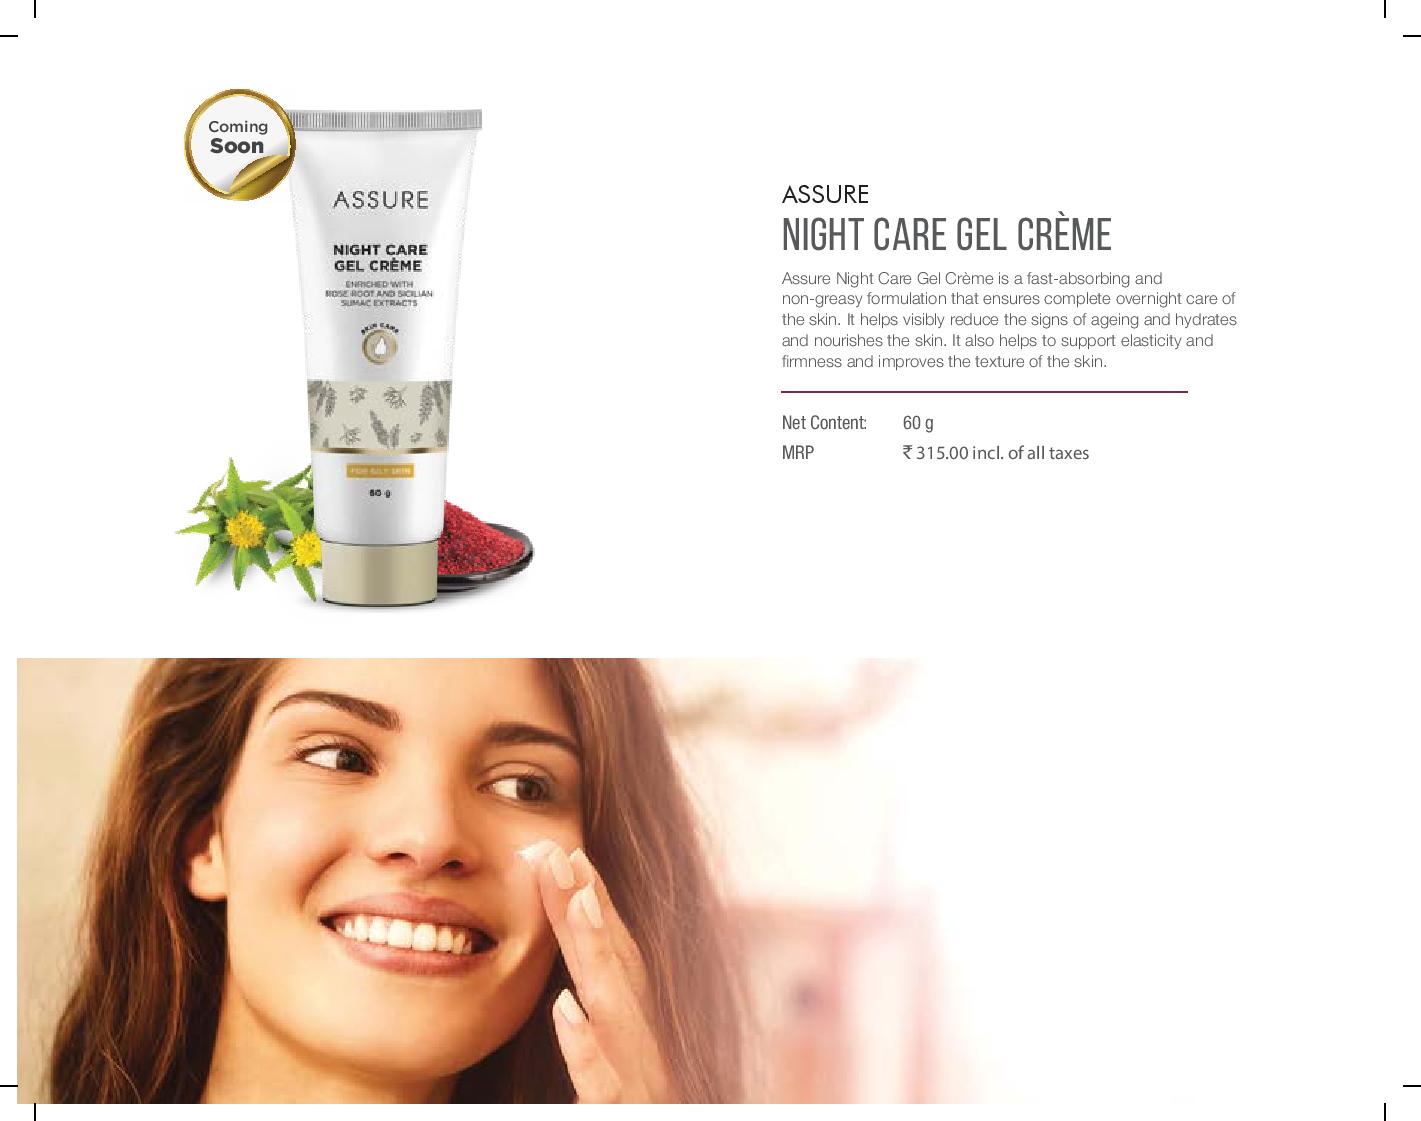 Coming
Soon
ASSURE
NIGHT CARE
GEL CRÈME
ENRICHED WITH
ROSE ROOT AND SICILIAN
SUMAC EXTRACTS
SKIN CARE
FOR OILY SKIN
60 g
ASSURE
NIGHT CARE GEL CRÈME
Assure Night Care Gel Crème is a fast-absorbing and
non-greasy formulation that ensures complete overnight care of
the skin. It helps visibly reduce the signs of ageing and hydrates
and nourishes the skin. It also helps to support elasticity and
firmness and improves the texture of the skin.
Net Content: 60 g
MRP ₹ 315.00 incl. of all taxes